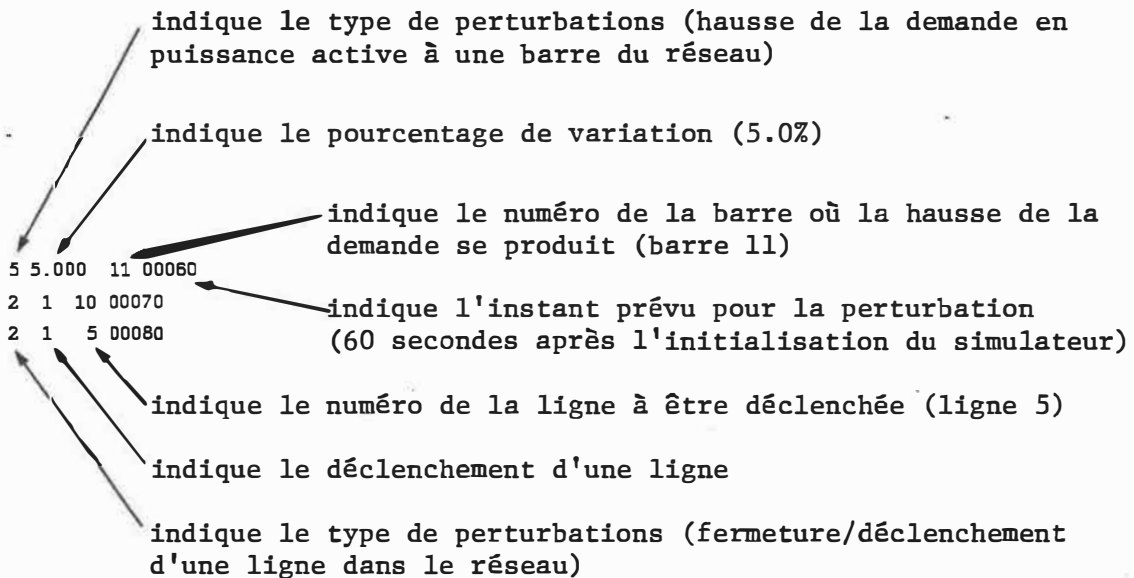 indique le type de perturbations (hausse de la demande en
puissance active à une barre du réseau)
indique le pourcentage de variation (5.0%)
indique le numéro de la barre où la hausse de la
demande se produit (barre 11)
5 5.000 11 00060
2 1 10 00070
2 1 5 00080
indique l'instant prévu pour la perturbation
(60 secondes après l'initialisation du simulateur)
indique le numéro de la ligne à être déclenchée (ligne 5)
indique le déclenchement d'une ligne
indique le type de perturbations (fermeture/déclenchement
d'une ligne dans le réseau)